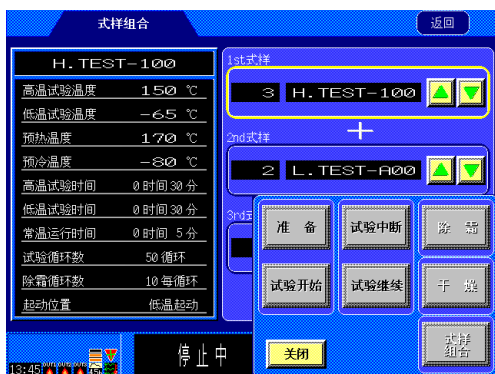 式样组合
返回
H.TEST-100
高温试验温度 150 ℃
低温试验温度 -65 ℃
预热温度 170 ℃
预冷温度 -80 ℃
高温试验时间 0时间30分
低温试验时间 0时间30分
常温运行时间 0时间 5分
试验循环数 50循环
除霜循环数 10每循环
起动位置 低温起动
1st式样
3 H.TEST-100
+
2nd式样
2 L.TEST-A00
3rd式
准 备
试验中断
除 霜
试验开始
试验继续
干 燥
关闭
式样
组合
13:45
停止中